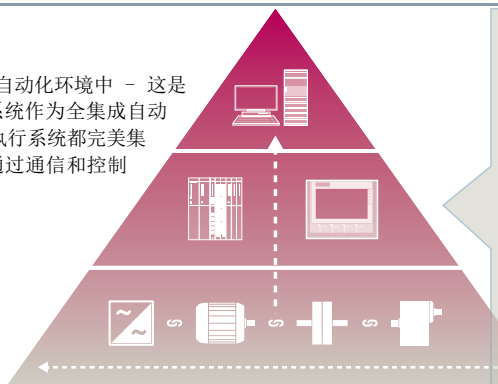 自动化环境中 - 这是
系统作为全集成自动
执行系统都完美集
通过通信和控制